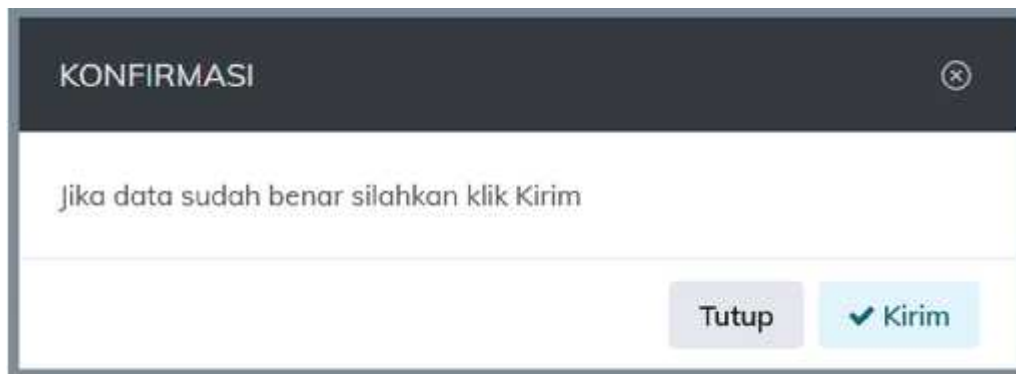 KONFIRMASI
Jika data sudah benar silahkan klik Kirim
Tutup
Kirim